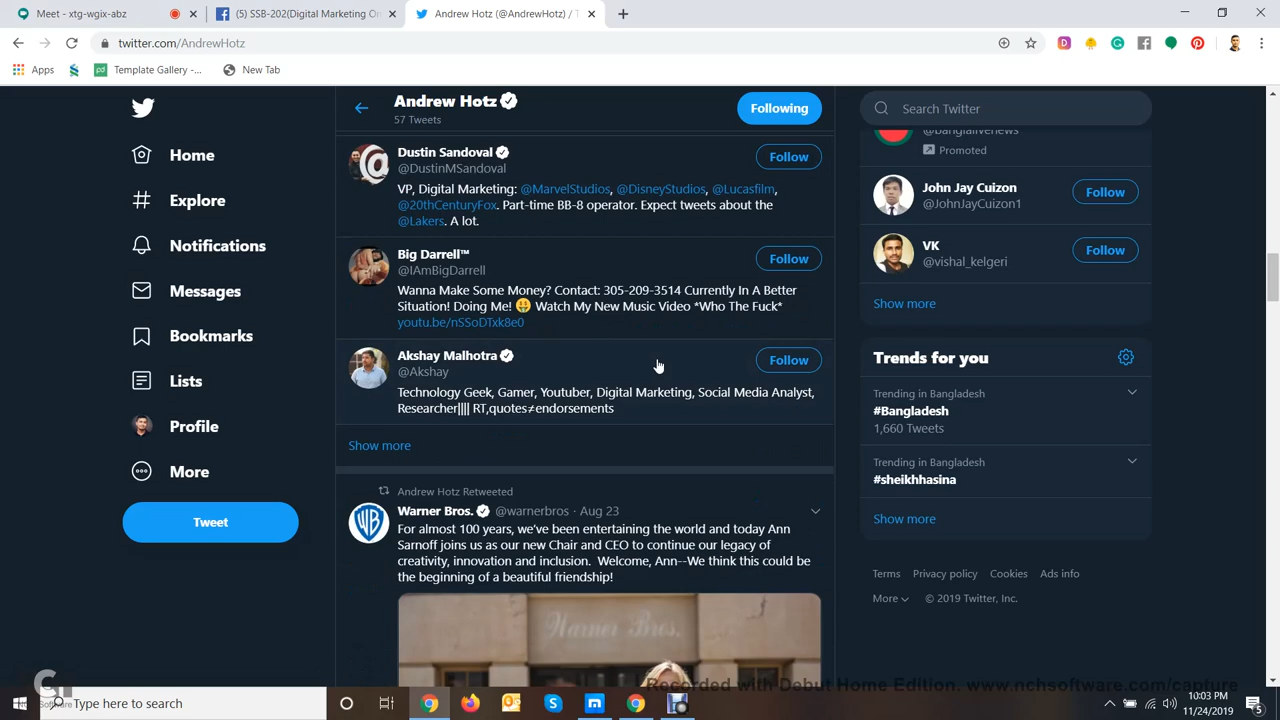 Meet - xtg-wgix-abz
(5) SSB-202(Digital Marketing On
Andrew Hotz (@AndrewHotz) / T
twitter.com/AndrewHotz
Apps
Template Gallery -...
New Tab
Home
Explore
Notifications
Messages
Bookmarks
Lists
Profile
More
Tweet
Andrew Hotz
57 Tweets
Following
Dustin Sandoval
@DustinMSandoval
Follow
VP, Digital Marketing: @MarvelStudios, @DisneyStudios, @Lucasfilm,
@20thCenturyFox. Part-time BB-8 operator. Expect tweets about the
@Lakers. A lot.
Big Darrell™
@IAmBigDarrell
Follow
Wanna Make Some Money? Contact: 305-209-3514 Currently In A Better
Situation! Doing Me! 🤑 Watch My New Music Video *Who The Fuck*
youtu.be/nSSoDTxk8e0
Akshay Malhotra
@Akshay
Follow
Technology Geek, Gamer, Youtuber, Digital Marketing, Social Media Analyst,
Researcher|||| RT,quotes≠endorsements
Show more
Andrew Hotz Retweeted
Warner Bros. @warnerbros · Aug 23
For almost 100 years, we've been entertaining the world and today Ann
Sarnoff joins us as our new Chair and CEO to continue our legacy of
creativity, innovation and inclusion. Welcome, Ann--We think this could be
the beginning of a beautiful friendship!
Warner Bros.
Search Twitter
@banglalivenews
Promoted
John Jay Cuizon
@JohnJayCuizon1
Follow
VK
@vishal_kelgeri
Follow
Show more
Trends for you
Trending in Bangladesh
#Bangladesh
1,660 Tweets
Trending in Bangladesh
#sheikhhasina
Show more
Terms Privacy policy Cookies Ads info
More © 2019 Twitter, Inc.
Recorded with Debut Home Edition. www.nchsoftware.com/capture
Software
Type here to search
10:03 PM
11/24/2019
5